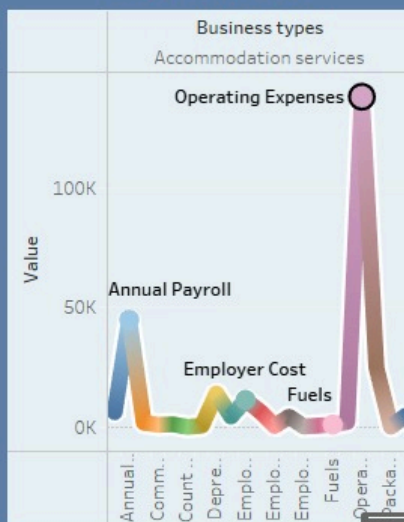 Business types
Accommodation services
Operating Expenses
100K
Value
Annual Payroll
50K
Employer Cost
Fuels
0K
Annual..
Comm..
Count ..
Depre..
Emplo..
Emplo..
Emplo..
Fuels
Opera..
Packa..